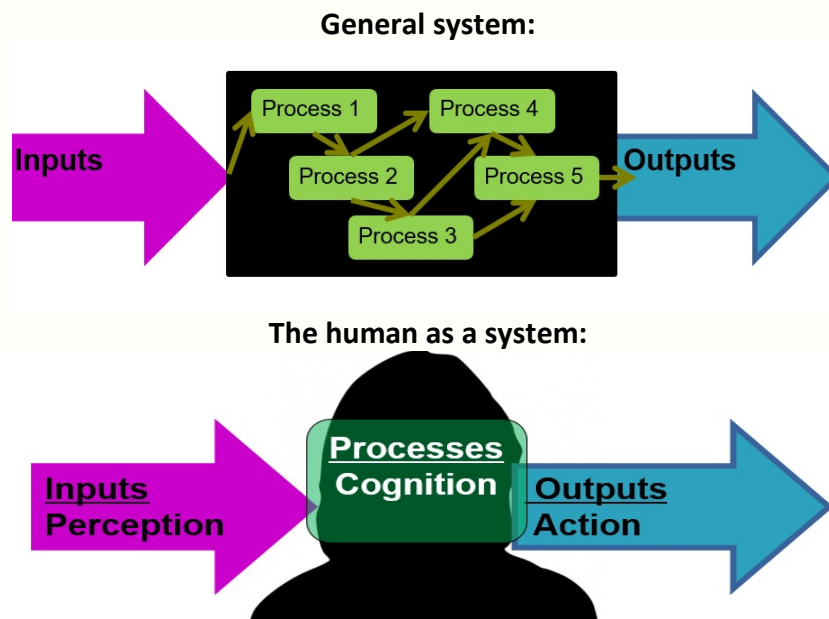 General system:
Inputs
Process 1
Process 4
Process 2
Process 5
Process 3
Outputs
The human as a system:
Inputs
Perception
Processes
Cognition
Outputs
Action